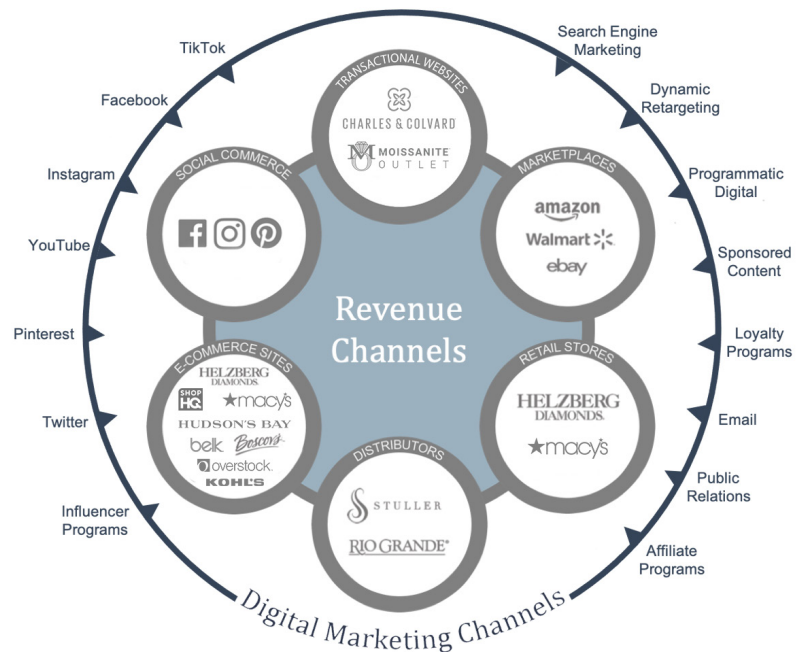 TikTok
Facebook
Instagram
YouTube
Pinterest
Twitter
Influencer
Programs
Search Engine
Marketing
Dynamic
Retargeting
Programmatic
Digital
Sponsored
Content
Loyalty
Programs
Email
Public
Relations
Affiliate
Programs
TRANSACTIONAL WEBSITES
CHARLES & COLVARD
MOISSANITE
OUTLET
SOCIAL COMMERCE
MARKETPLACES
amazon
Walmart
ebay
Revenue
Channels
E-COMMERCE SITES
HELZBERG
DIAMONDS.
SHOP
HQ
macy's
HUDSON'S BAY
belk
Boscov's
overstock.
KOHL'S
RETAIL STORES
HELZBERG
DIAMONDS.
macy's
DISTRIBUTORS
STULLER
RIO GRANDE®
Digital Marketing Channels